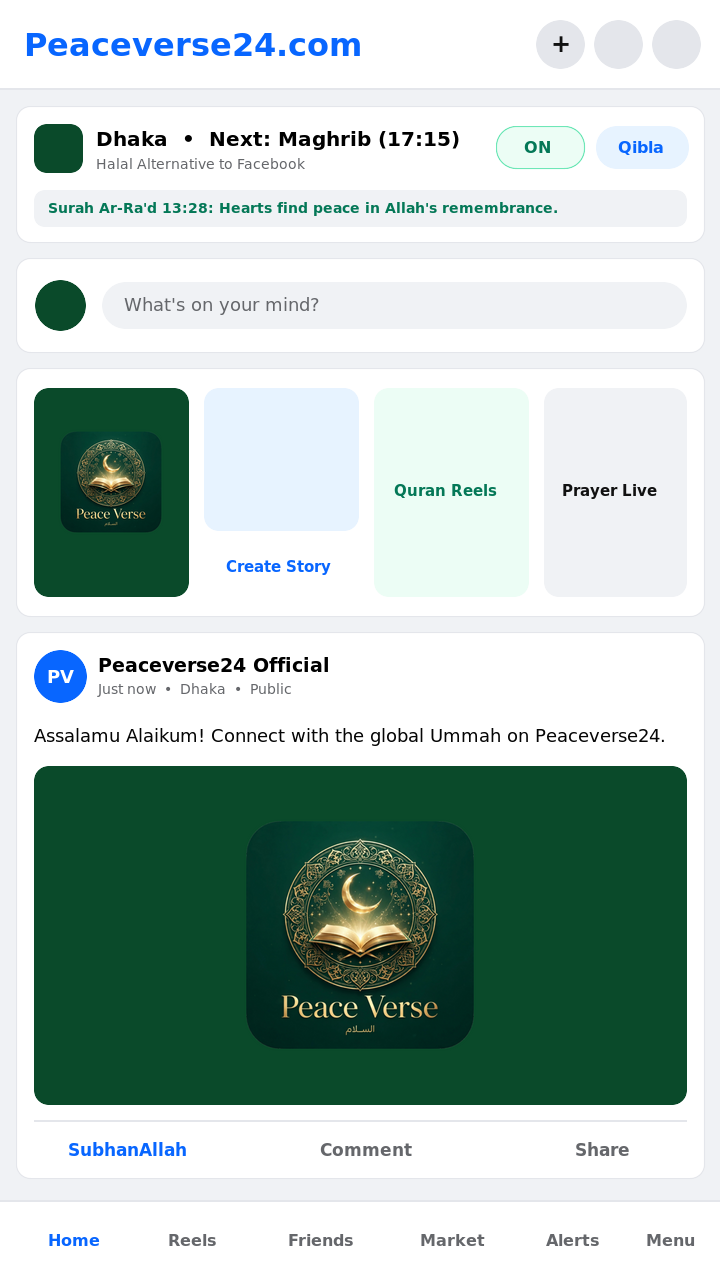 Peaceverse24.com
+
Dhaka • Next: Maghrib (17:15)
Halal Alternative to Facebook
ON
Qibla
Surah Ar-Ra'd 13:28: Hearts find peace in Allah's remembrance.
What's on your mind?
Peace Verse
السلام
Create Story
Quran Reels
Prayer Live
PV
Peaceverse24 Official
Just now • Dhaka • Public
Assalamu Alaikum! Connect with the global Ummah on Peaceverse24.
Peace Verse
السلام
SubhanAllah
Comment
Share
Home
Reels
Friends
Market
Alerts
Menu